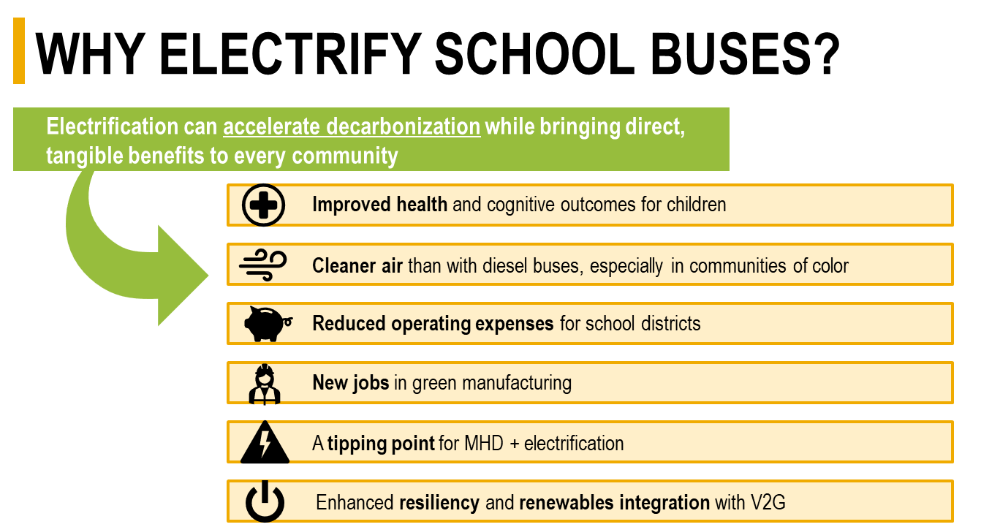 WHY ELECTRIFY SCHOOL BUSES?
Electrification can accelerate decarbonization while bringing direct,
tangible benefits to every community
Improved health and cognitive outcomes for children
Cleaner air than with diesel buses, especially in communities of color
Reduced operating expenses for school districts
New jobs in green manufacturing
A tipping point for MHD + electrification
Enhanced resiliency and renewables integration with V2G